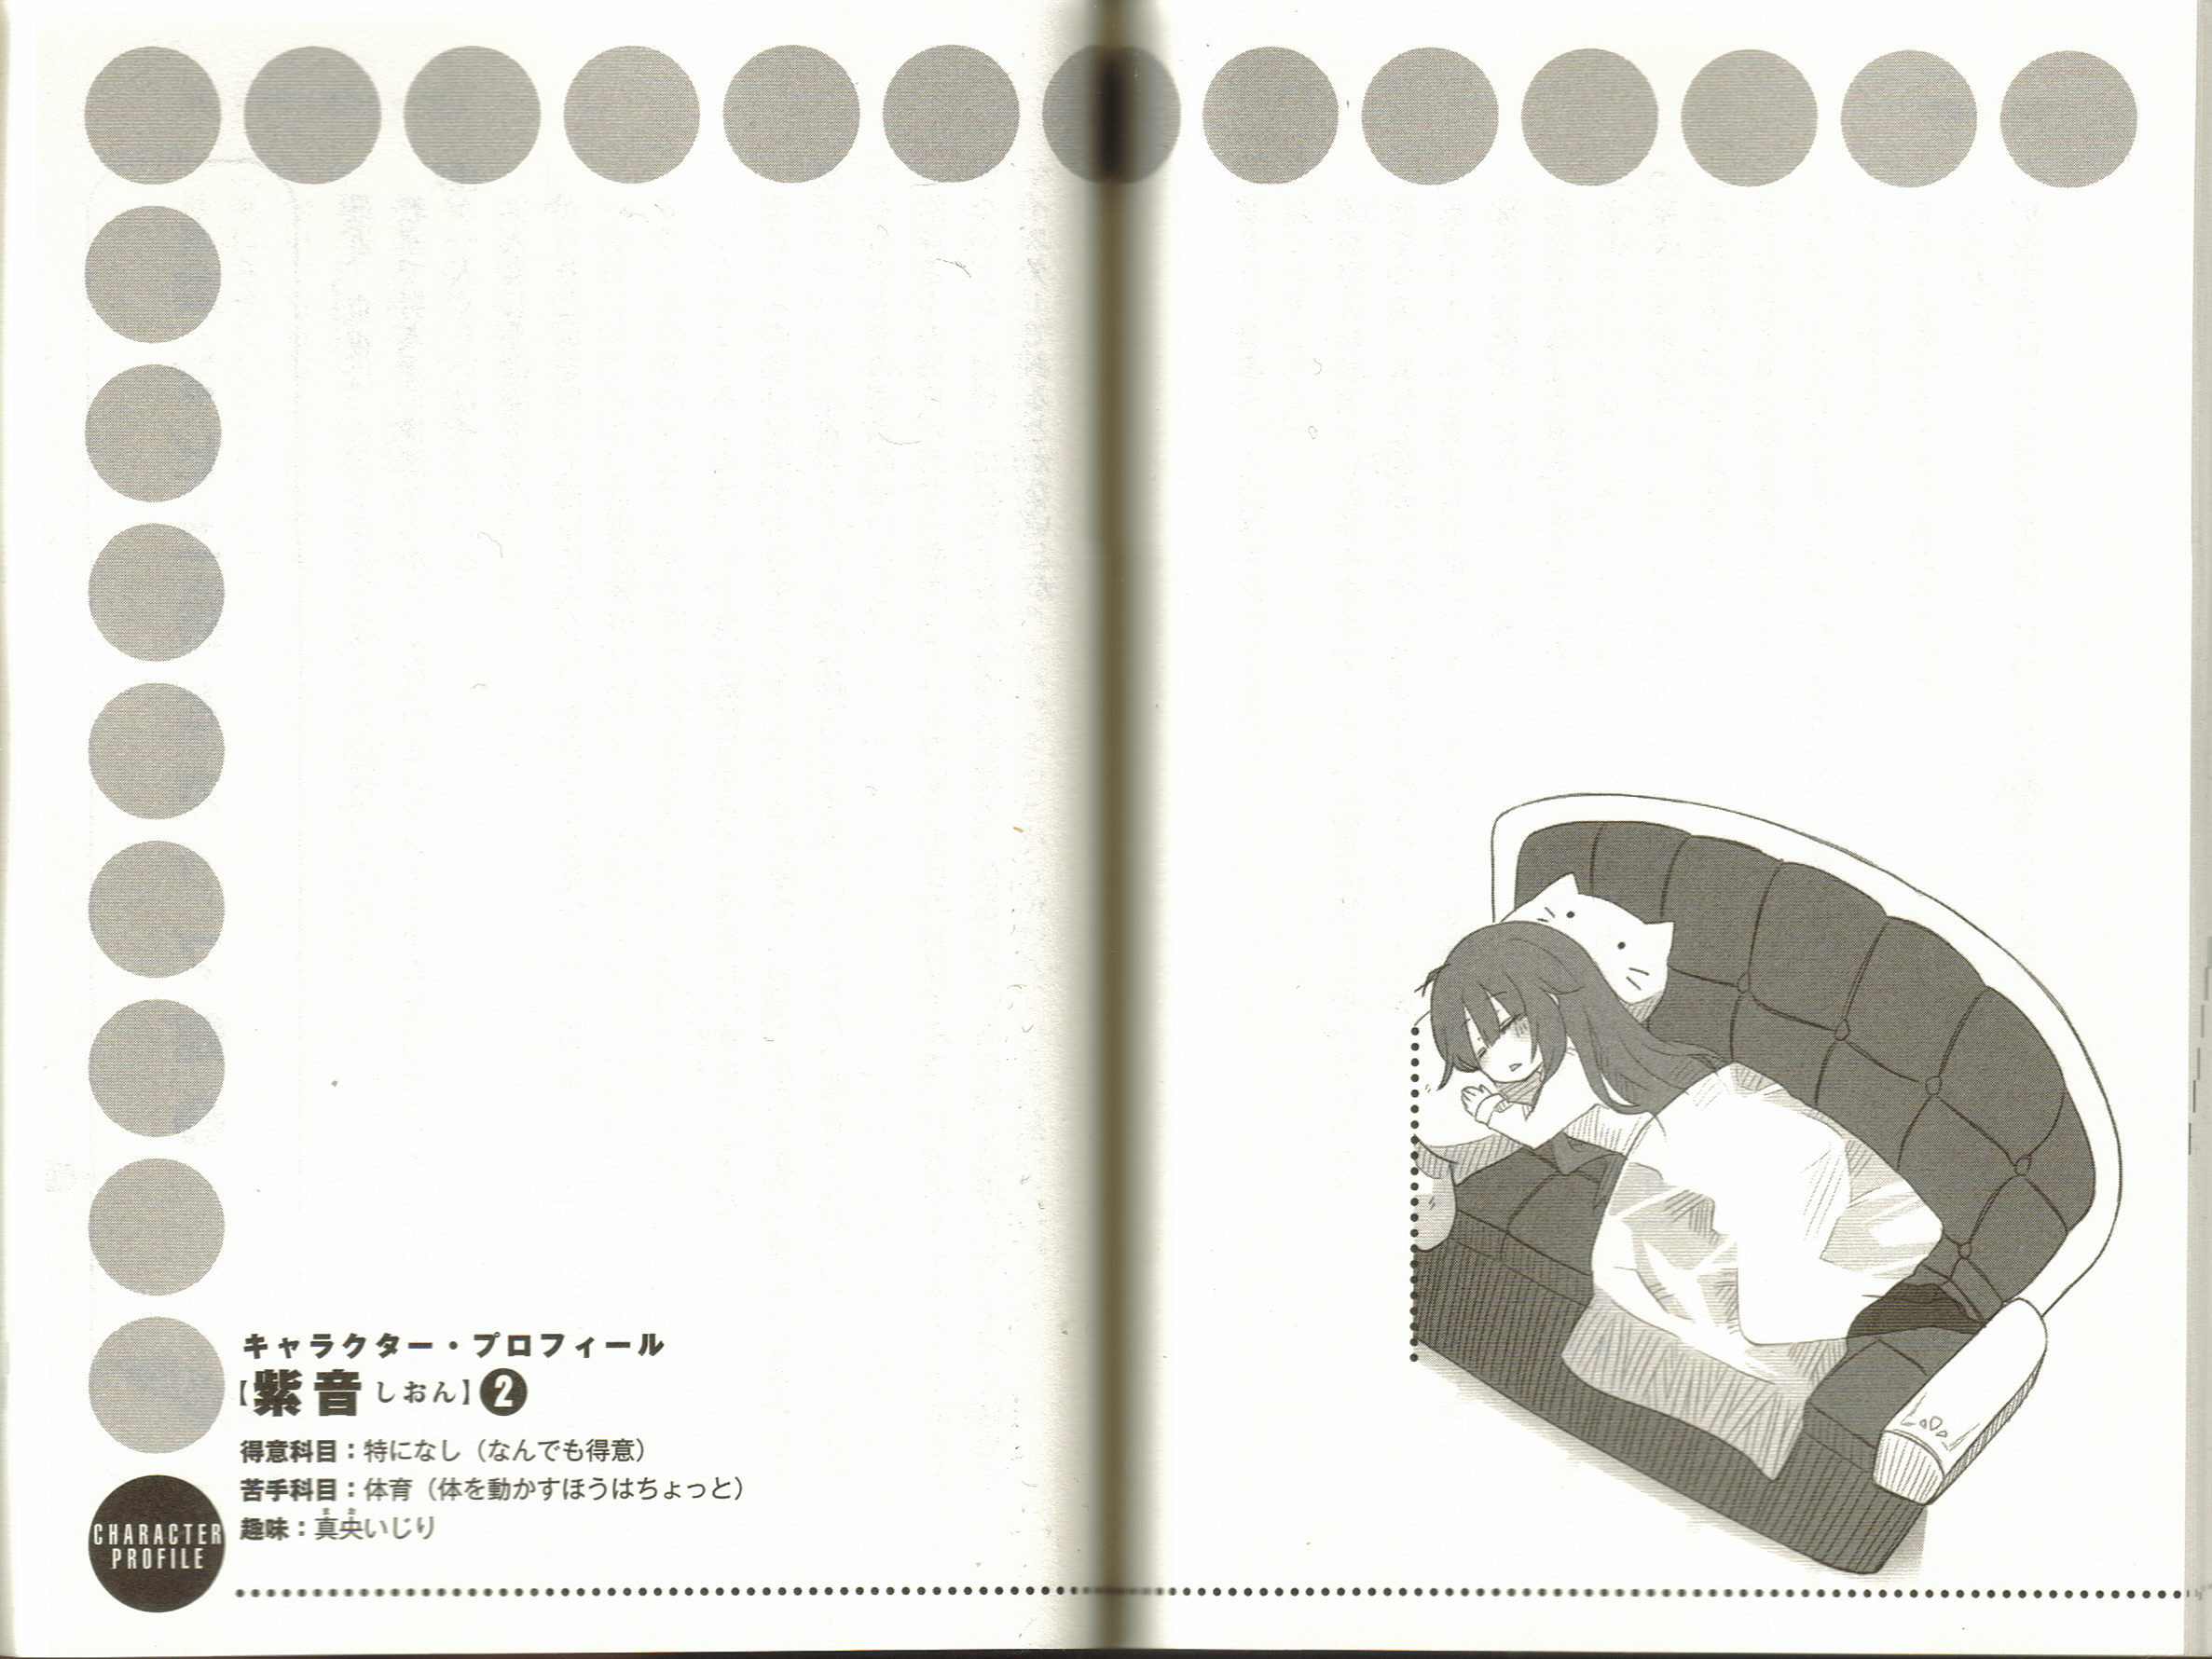 キャラクター・プロフィール
【紫音 しおん】❷
得意科目：特になし（なんでも得意）
苦手科目：体育（体を動かすほうはちょっと）
趣味：真央いじり
まお
CHARACTER
PROFILE